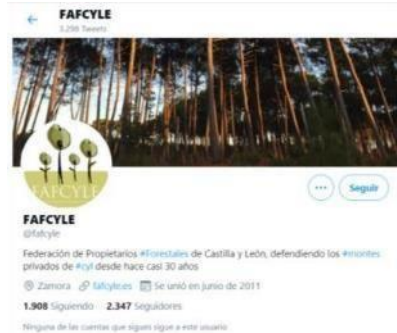 FAFCYLE
3.298 Tweets
FAFCYLE
Seguir
FAFCYLE
@fafcyle
Federación de Propietarios #Forestales de Castilla y León, defendiendo los #montes
privados de #cyl desde hace casi 30 años
Zamora fafcyle.es Se unió en junio de 2011
1.908 Siguiendo 2.347 Seguidores
Ninguna de las cuentas que sigues sigue a este usuario